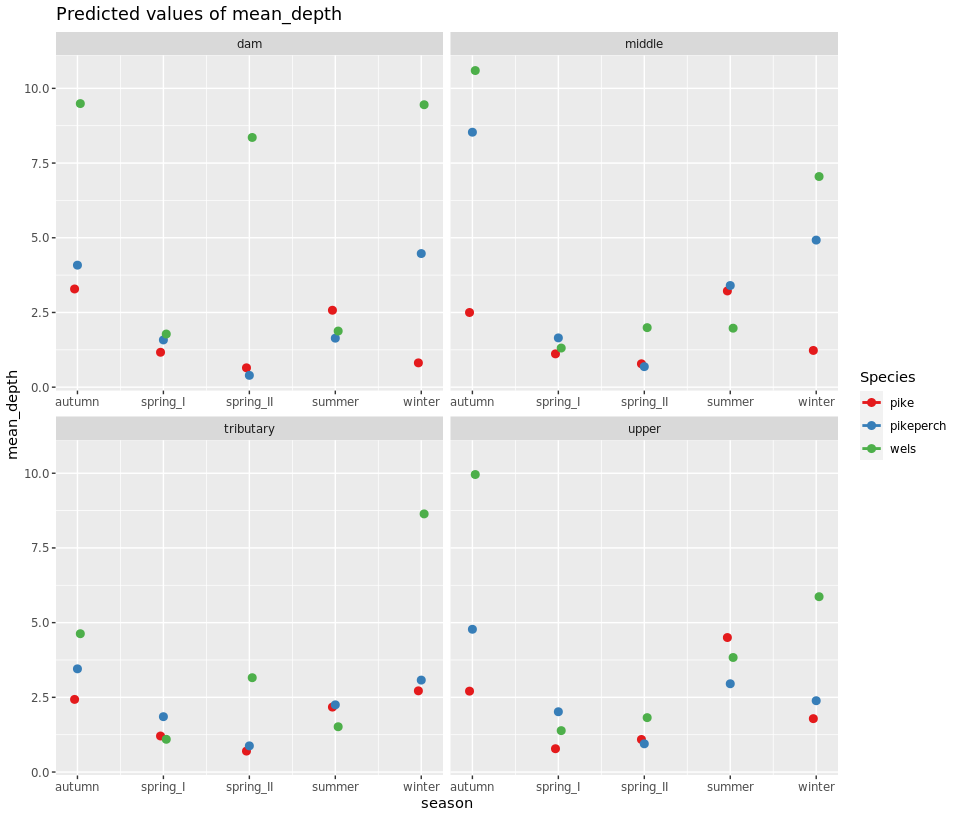 Predicted values of mean_depth
dam
middle
10.0
7.5
5.0
2.5
0.0
autumn spring_I spring_II summer winter
autumn spring_I spring_II summer winter
tributary
upper
10.0
7.5
5.0
2.5
0.0
autumn spring_I spring_II summer winter
autumn spring_I spring_II summer winter
season
mean_depth
Species
pike
pikeperch
wels